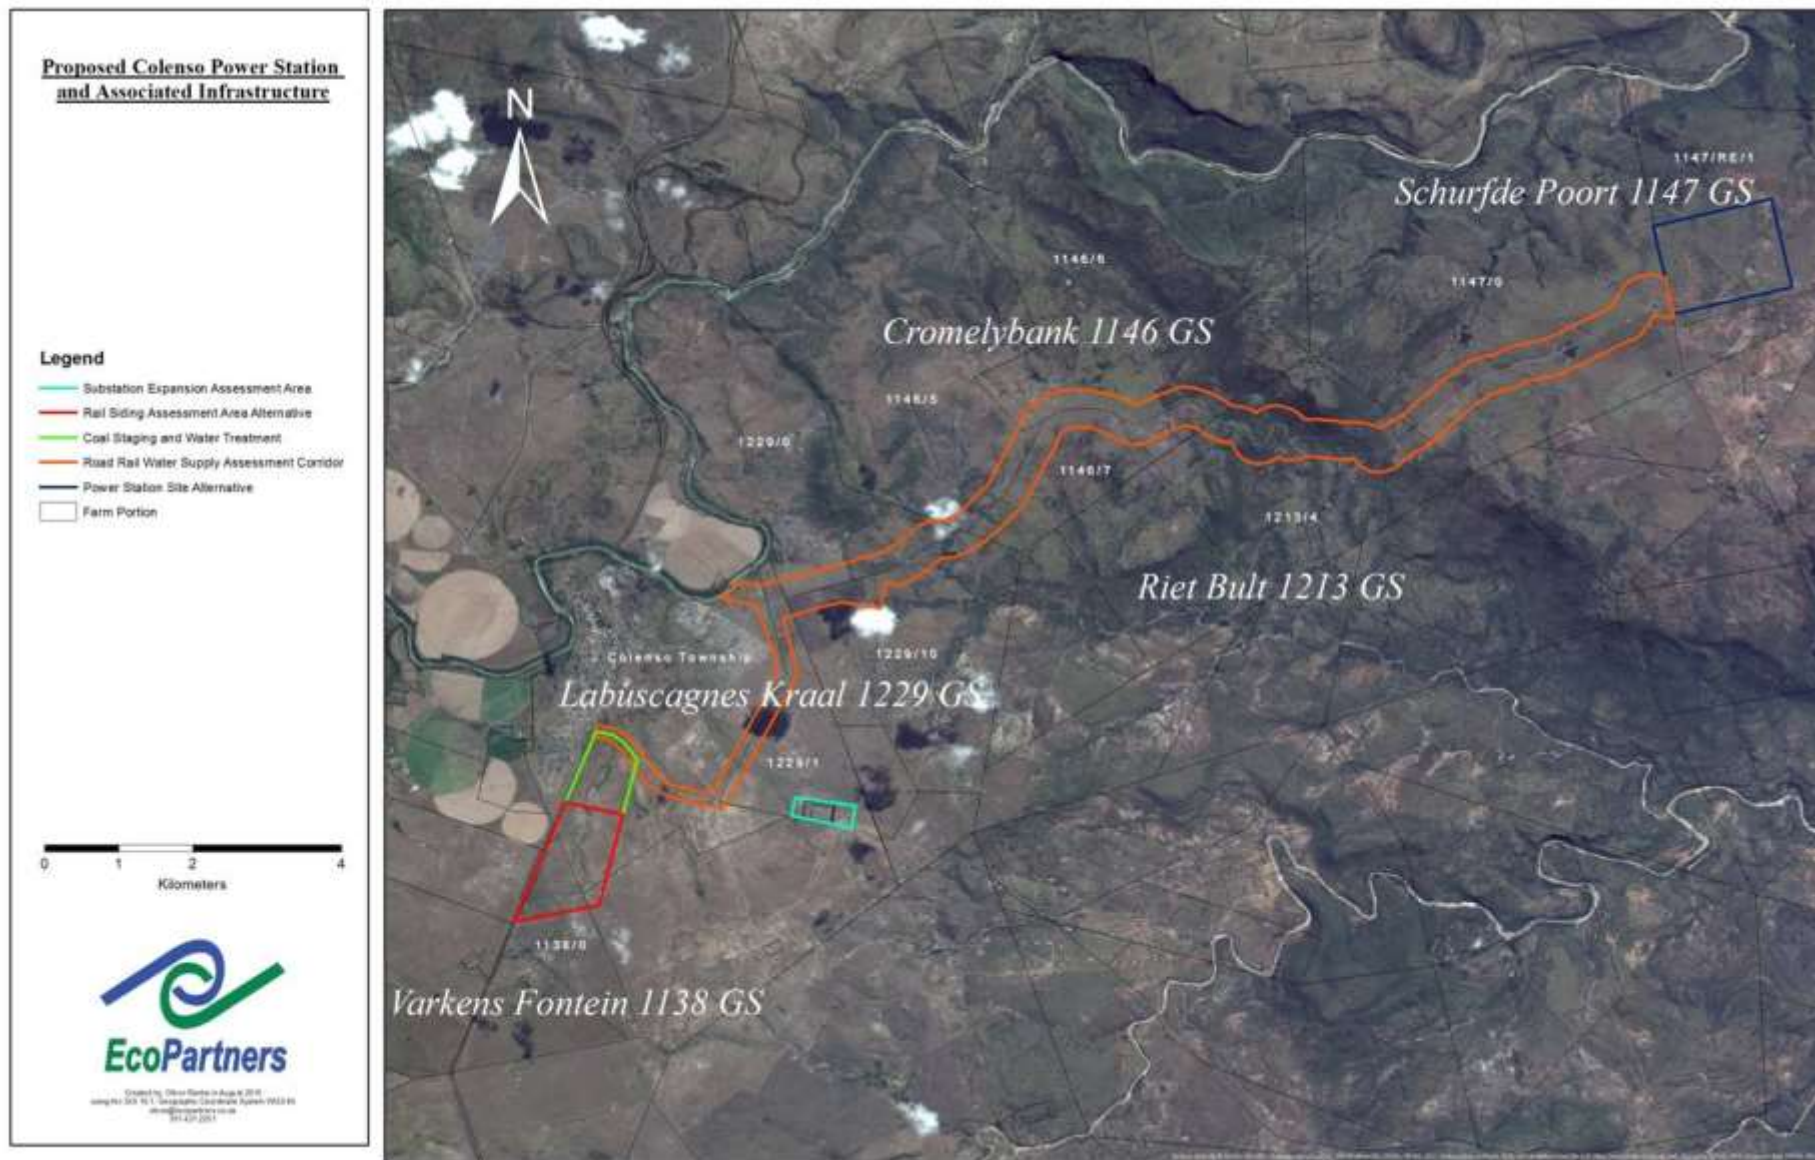 Proposed Colenso Power Station
and Associated Infrastructure
Legend
Substation Expansion Assessment Area
Rail Siding Assessment Area Alternative
Coal Staging and Water Treatment
Road Rail Water Supply Assessment Corridor
Power Station Site Alternative
Farm Portion
0 1 2 4
Kilometers
EcoPartners
N
1147/RE/1
Schurfde Poort 1147 GS
1146/6
1147/0
Cromelybank 1146 GS
1146/5
1229/0
1146/7
1213/4
Riet Bult 1213 GS
1229/10
Colenso Township
Labuscagnes Kraal 1229 GS
1229/1
1138/0
Varkens Fontein 1138 GS